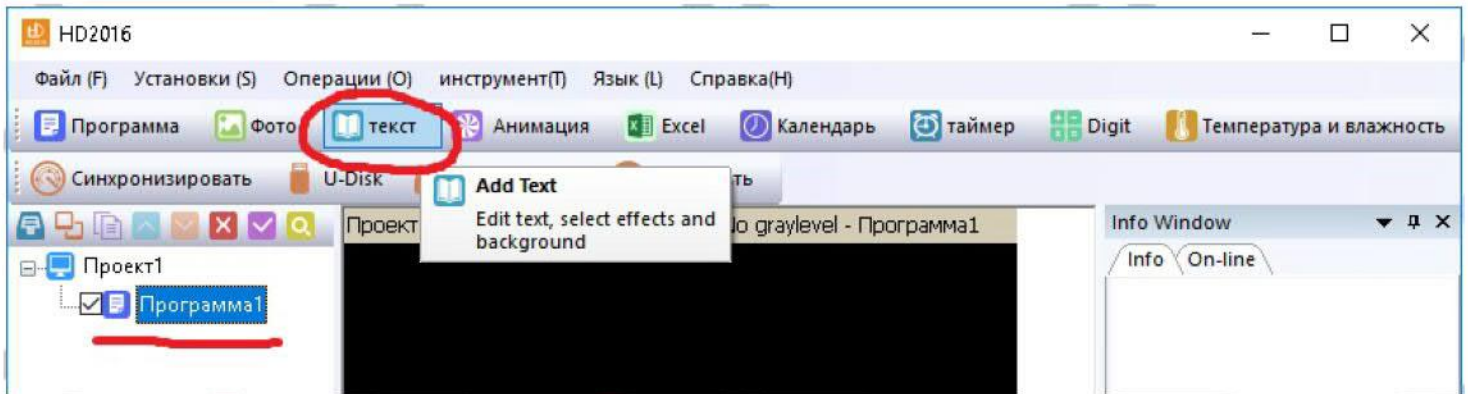 HD2016
Файл (F) Установки (S) Операции (O) инструмент(T) Язык (L) Справка(H)
Программа Фото текст Анимация Excel Календарь таймер Digit Температура и влажность
Синхронизировать U-Disk ть
Add Text
Edit text, select effects and
background
Проект o graylevel - Программа1
Info Window
Info On-line
Проект1
Программа1